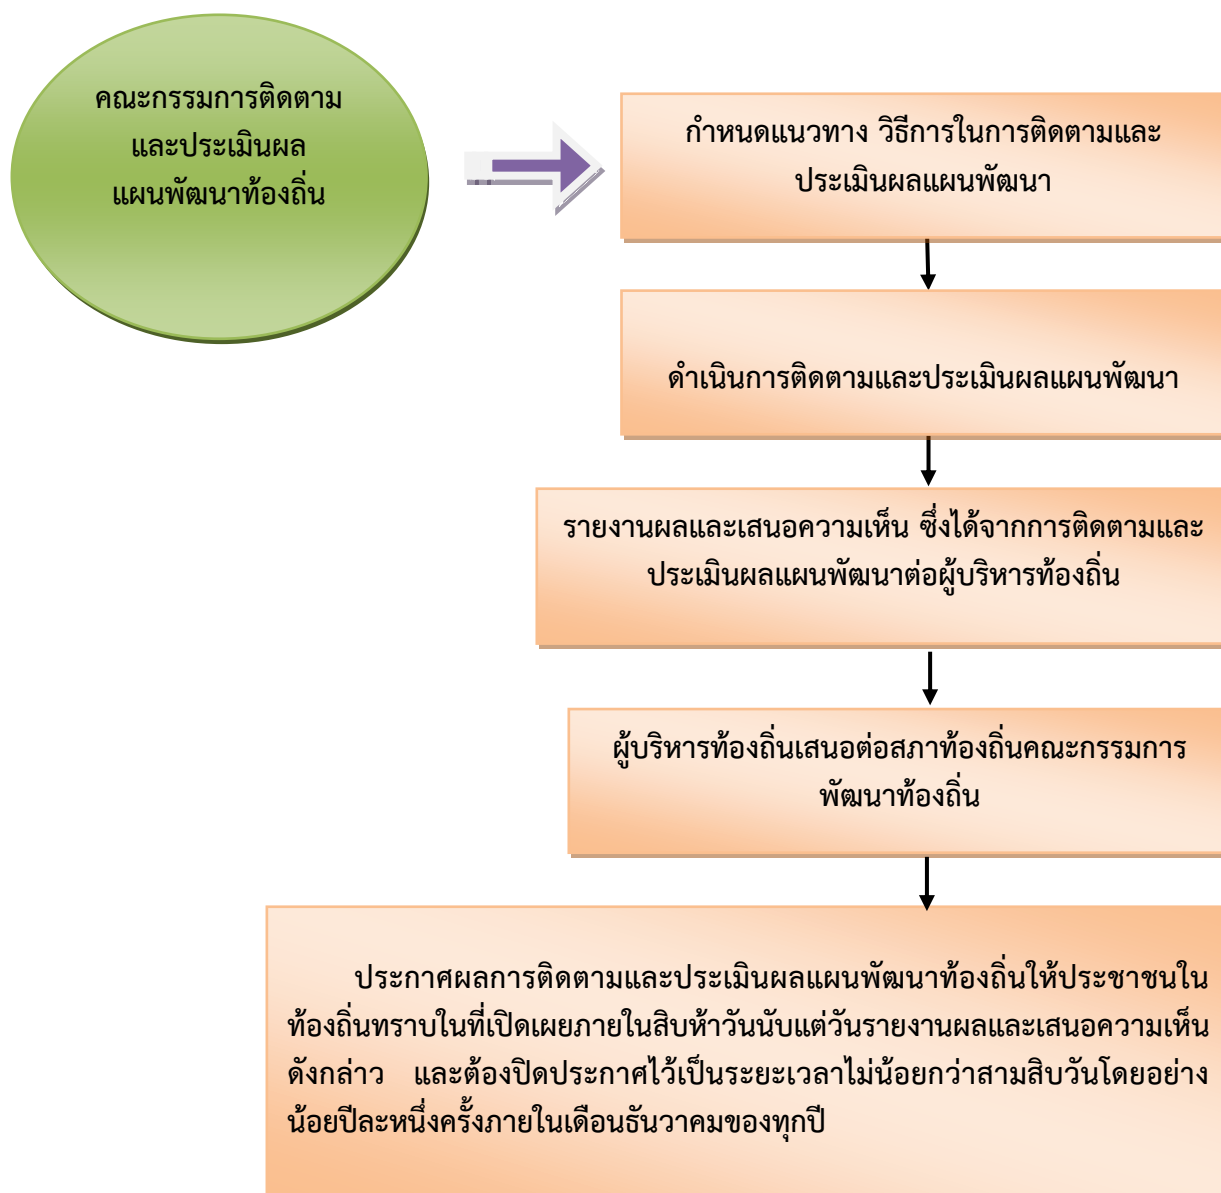 คณะกรรมการติดตาม
และประเมินผล
แผนพัฒนาท้องถิ่น
กำหนดแนวทาง วิธีการในการติดตามและ
ประเมินผลแผนพัฒนา
ดำเนินการติดตามและประเมินผลแผนพัฒนา
รายงานผลและเสนอความเห็น ซึ่งได้จากการติดตามและ
ประเมินผลแผนพัฒนาต่อผู้บริหารท้องถิ่น
ผู้บริหารท้องถิ่นเสนอต่อสภาท้องถิ่นคณะกรรมการ
พัฒนาท้องถิ่น
ประกาศผลการติดตามและประเมินผลแผนพัฒนาท้องถิ่นให้ประชาชนใน
ท้องถิ่นทราบในที่เปิดเผยภายในสิบห้าวันนับแต่วันรายงานผลและเสนอความเห็น
ดังกล่าว และต้องปิดประกาศไว้เป็นระยะเวลาไม่น้อยกว่าสามสิบวันโดยอย่าง
น้อยปีละหนึ่งครั้งภายในเดือนธันวาคมของทุกปี